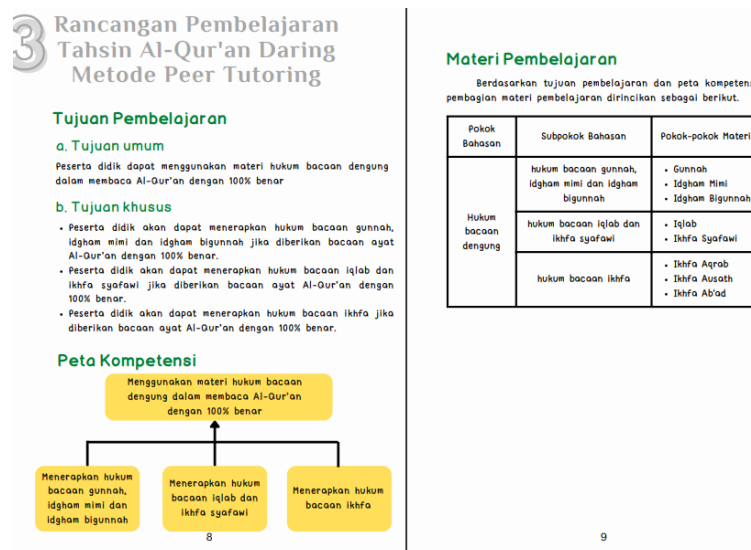 3
Rancangan Pembelajaran
Tahsin Al-Qur'an Daring
Metode Peer Tutoring
Tujuan Pembelajaran
a. Tujuan umum
Peserta didik dapat menggunakan materi hukum bacaan dengung
dalam membaca Al-Qur'an dengan 100% benar
b. Tujuan khusus
• Peserta didik akan dapat menerapkan hukum bacaan gunnah,
idgham mimi dan idgham bigunnah jika diberikan bacaan ayat
Al-Qur'an dengan 100% benar.
• Peserta didik akan dapat menerapkan hukum bacaan iqlab dan
ikhfa syafawi jika diberikan bacaan ayat Al-Qur'an dengan
100% benar.
• Peserta didik akan dapat menerapkan hukum bacaan ikhfa jika
diberikan bacaan ayat Al-Qur'an dengan 100% benar.
Peta Kompetensi
Menggunakan materi hukum bacaan
dengung dalam membaca Al-Qur'an
dengan 100% benar
Menerapkan hukum
bacaan gunnah,
idgham mimi dan
idgham bigunnah
Menerapkan hukum
bacaan iqlab dan
ikhfa syafawi
Menerapkan hukum
bacaan ikhfa
8
Materi Pembelajaran
Berdasarkan tujuan pembelajaran dan peta kompetens
pembagian materi pembelajaran dirincikan sebagai berikut.
Pokok
Bahasan
Subpokok Bahasan
Pokok-pokok Materi
Hukum
bacaan
dengung
hukum bacaan gunnah,
idgham mimi dan idgham
bigunnah
• Gunnah
• Idgham Mimi
• Idgham Bigunnah
hukum bacaan iqlab dan
ikhfa syafawi
• Iqlab
• Ikhfa Syafawi
hukum bacaan ikhfa
• Ikhfa Aqrab
• Ikhfa Ausath
• Ikhfa Ab'ad
9